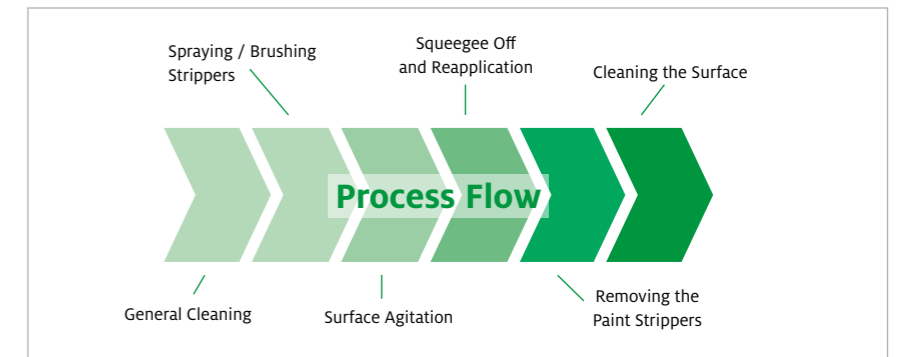 Spraying / Brushing
Strippers
Squeegee Off
and Reapplication
Cleaning the Surface
Process Flow
General Cleaning
Surface Agitation
Removing the
Paint Strippers